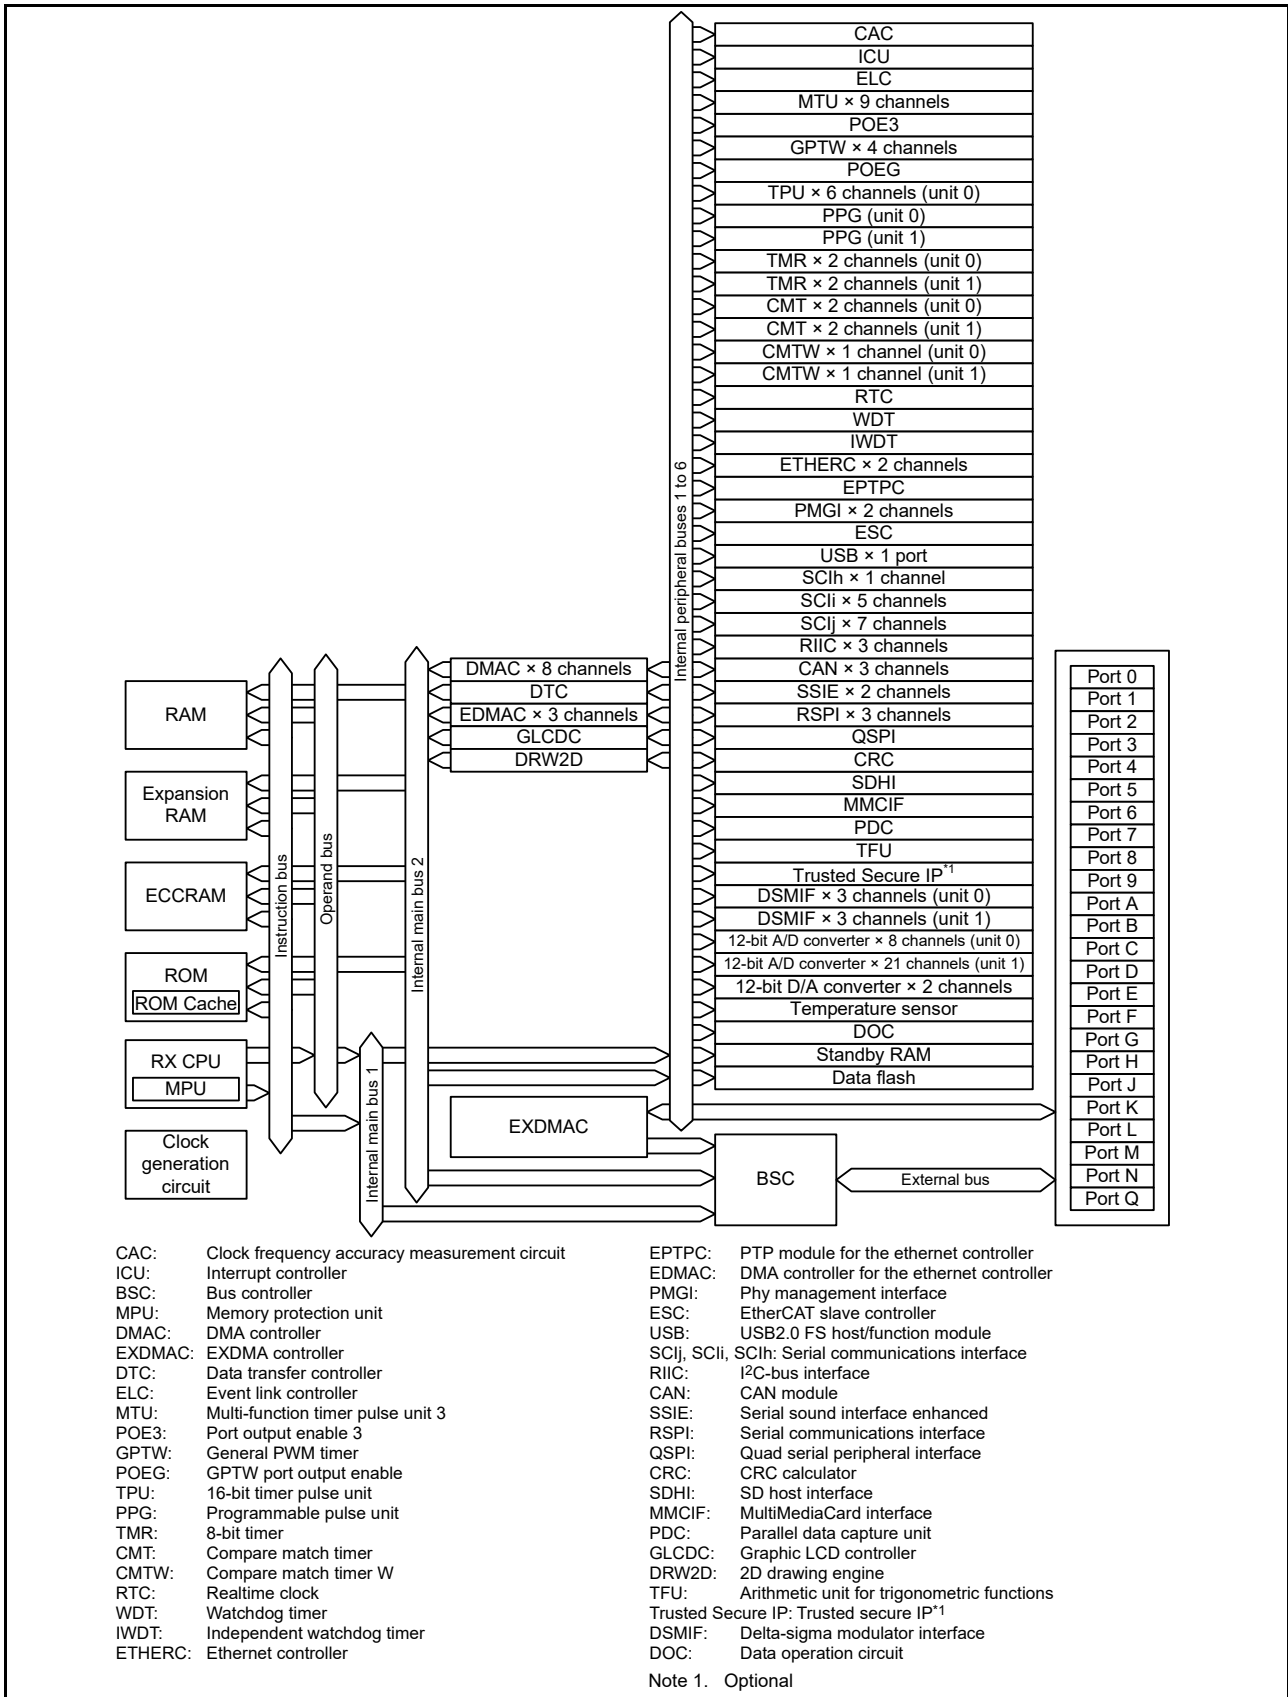 CAC
ICU
ELC
MTU × 9 channels
POE3
GPTW × 4 channels
POEG
TPU × 6 channels (unit 0)
PPG (unit 0)
PPG (unit 1)
TMR × 2 channels (unit 0)
TMR × 2 channels (unit 1)
CMT × 2 channels (unit 0)
CMT × 2 channels (unit 1)
CMTW × 1 channel (unit 0)
CMTW × 1 channel (unit 1)
RTC
WDT
IWDT
ETHERC × 2 channels
EPTPC
PMGI × 2 channels
ESC
USB × 1 port
SCIh × 1 channel
SCIi × 5 channels
SCIj × 7 channels
RIIC × 3 channels
CAN × 3 channels
SSIE × 2 channels
RSPI × 3 channels
QSPI
CRC
SDHI
MMCIF
PDC
TFU
Trusted Secure IP*1
DSMIF × 3 channels (unit 0)
DSMIF × 3 channels (unit 1)
12-bit A/D converter × 8 channels (unit 0)
12-bit A/D converter × 21 channels (unit 1)
12-bit D/A converter × 2 channels
Temperature sensor
DOC
Standby RAM
Data flash
Internal peripheral buses 1 to 6
DMAC × 8 channels
DTC
EDMAC × 3 channels
GLCDC
DRW2D
RAM
Expansion
RAM
ECCRAM
ROM
ROM Cache
RX CPU
MPU
Clock
generation
circuit
Instruction bus
Operand bus
Internal main bus 2
Internal main bus 1
EXDMAC
BSC
External bus
Port 0
Port 1
Port 2
Port 3
Port 4
Port 5
Port 6
Port 7
Port 8
Port 9
Port A
Port B
Port C
Port D
Port E
Port F
Port G
Port H
Port J
Port K
Port L
Port M
Port N
Port Q
CAC: Clock frequency accuracy measurement circuit
ICU: Interrupt controller
BSC: Bus controller
MPU: Memory protection unit
DMAC: DMA controller
EXDMAC: EXDMA controller
DTC: Data transfer controller
ELC: Event link controller
MTU: Multi-function timer pulse unit 3
POE3: Port output enable 3
GPTW: General PWM timer
POEG: GPTW port output enable
TPU: 16-bit timer pulse unit
PPG: Programmable pulse unit
TMR: 8-bit timer
CMT: Compare match timer
CMTW: Compare match timer W
RTC: Realtime clock
WDT: Watchdog timer
IWDT: Independent watchdog timer
ETHERC: Ethernet controller
EPTPC: PTP module for the ethernet controller
EDMAC: DMA controller for the ethernet controller
PMGI: Phy management interface
ESC: EtherCAT slave controller
USB: USB2.0 FS host/function module
SCIj, SCIi, SCIh: Serial communications interface
RIIC: I2C-bus interface
CAN: CAN module
SSIE: Serial sound interface enhanced
RSPI: Serial communications interface
QSPI: Quad serial peripheral interface
CRC: CRC calculator
SDHI: SD host interface
MMCIF: MultiMediaCard interface
PDC: Parallel data capture unit
GLCDC: Graphic LCD controller
DRW2D: 2D drawing engine
TFU: Arithmetic unit for trigonometric functions
Trusted Secure IP: Trusted secure IP*1
DSMIF: Delta-sigma modulator interface
DOC: Data operation circuit
Note 1. Optional